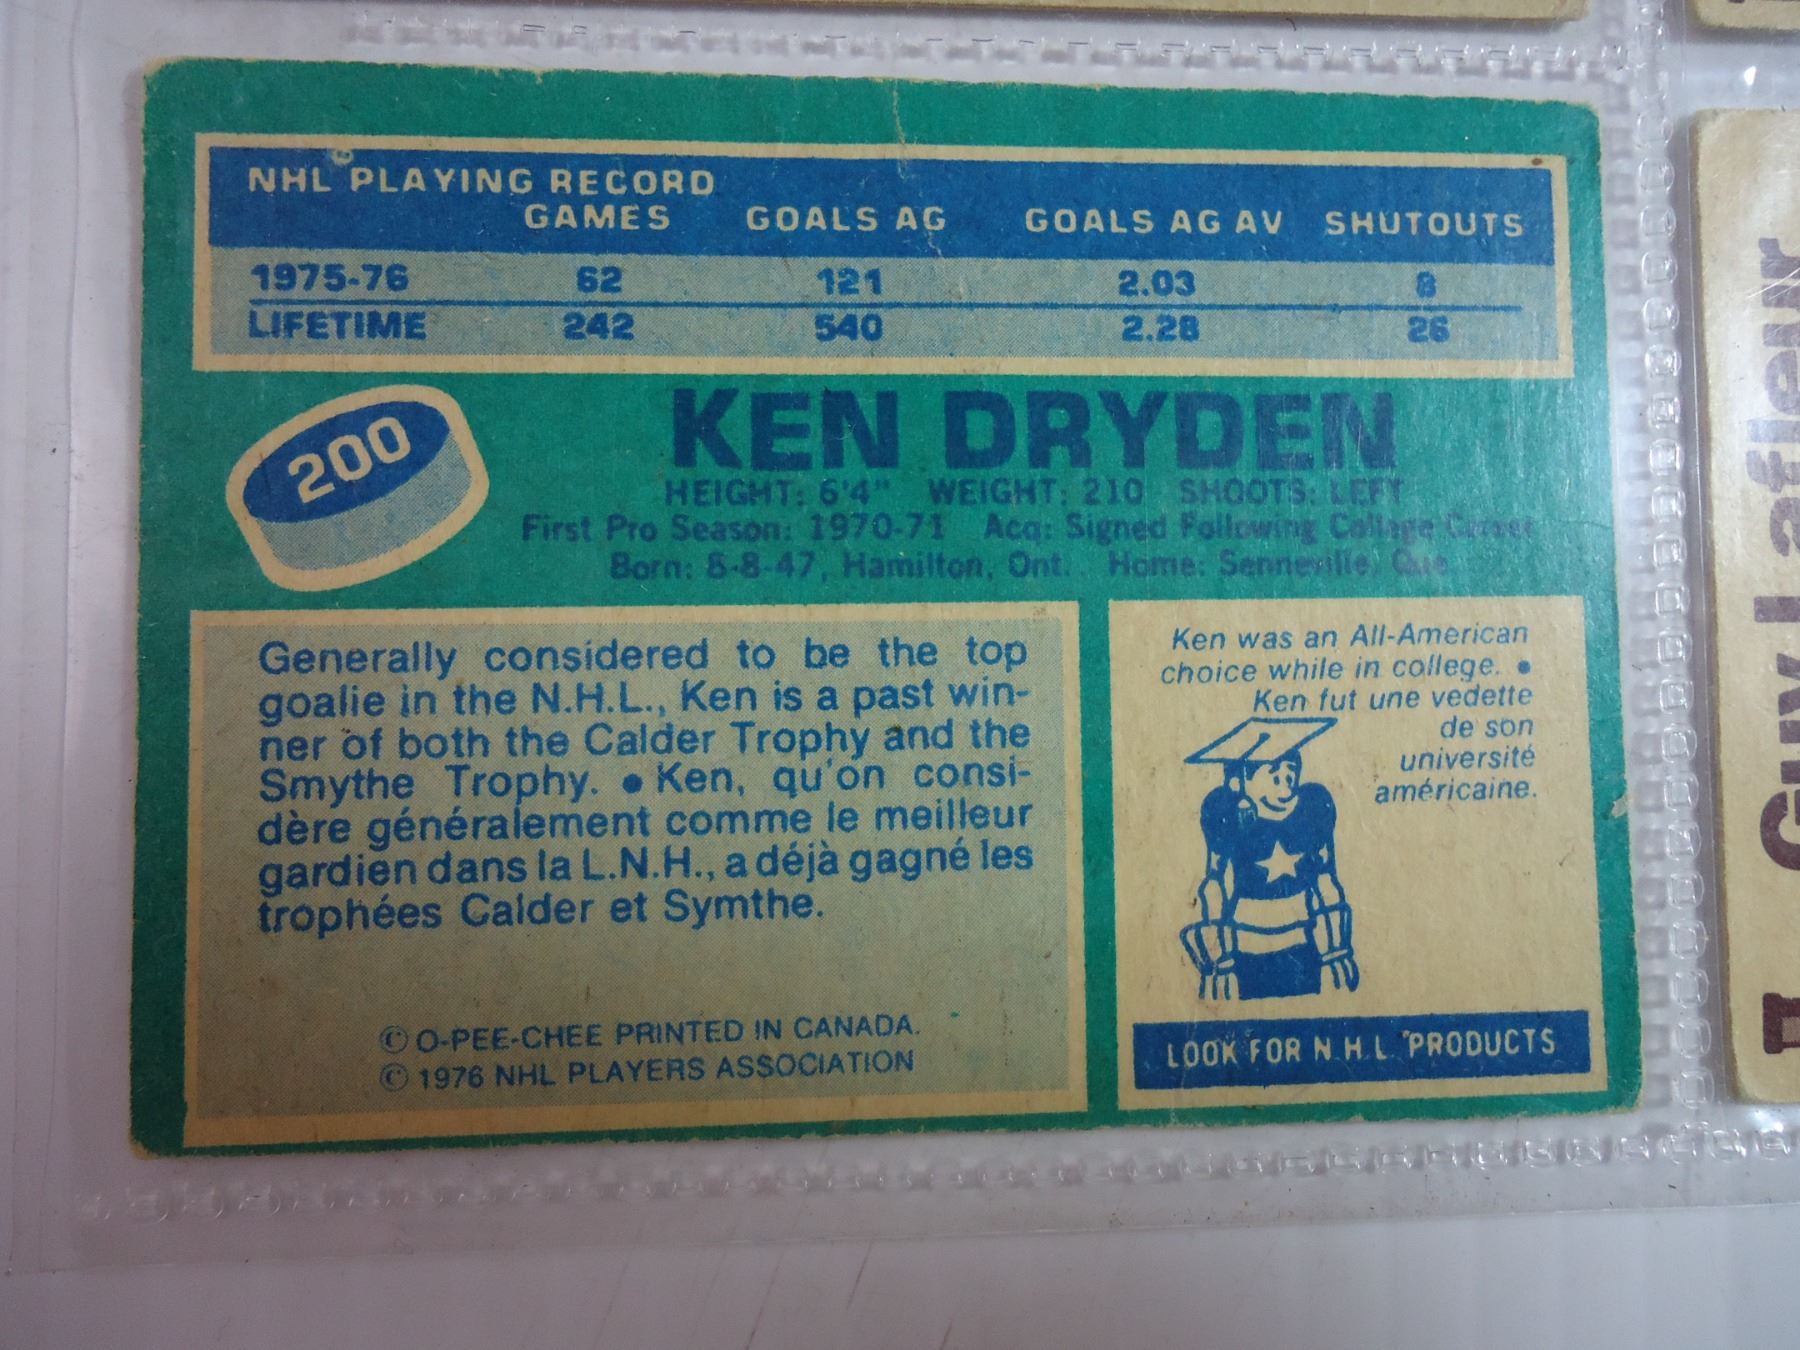 NHL PLAYING RECORD
GAMES GOALS AG GOALS AG AV SHUTOUTS
1975-76 62 121 2.03 8
LIFETIME 242 540 2.28 26
200
KEN DRYDEN
HEIGHT: 6'4" WEIGHT: 210 SHOOTS: LEFT
First Pro Season: 1970-71 Acq: Signed Following College Career
Born: 8-8-47, Hamilton, Ont. Home: Senneville, Que
Generally considered to be the top
goalie in the N.H.L., Ken is a past win-
ner of both the Calder Trophy and the
Smythe Trophy. • Ken, qu'on consi-
dère généralement comme le meilleur
gardien dans la L.N.H., a déjà gagné les
trophées Calder et Symthe.
© O-PEE-CHEE PRINTED IN CANADA.
© 1976 NHL PLAYERS ASSOCIATION
Ken was an All-American
choice while in college. •
Ken fut une vedette
de son
université
américaine.
LOOK FOR N.H.L. PRODUCTS
Guy Lafleur